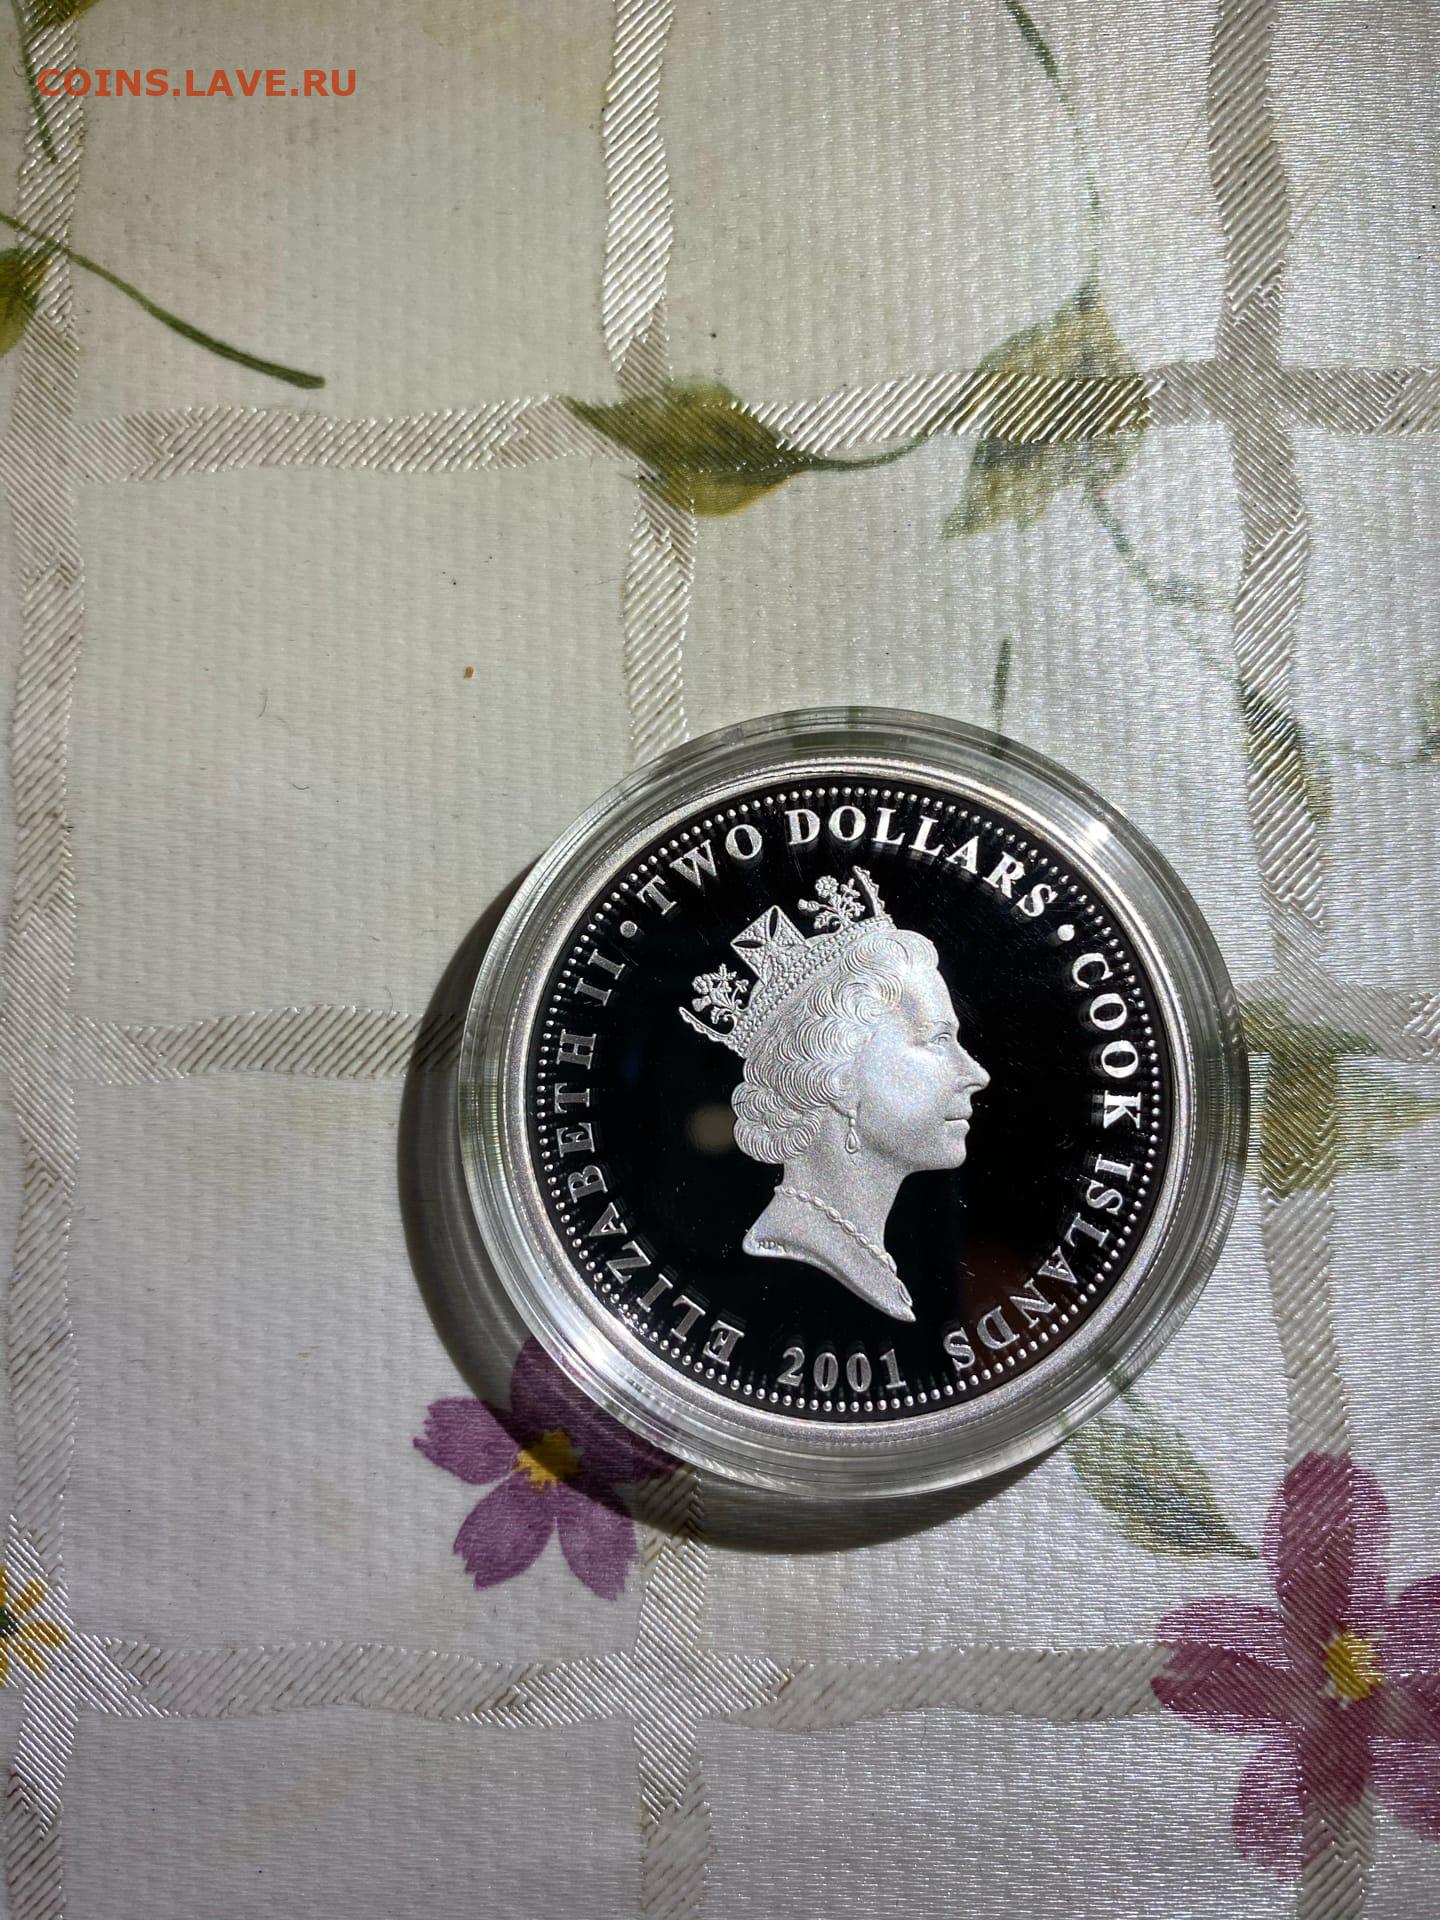 COINS.LAVE.RU
ELIZABETH II • TWO DOLLARS • COOK ISLANDS
2001